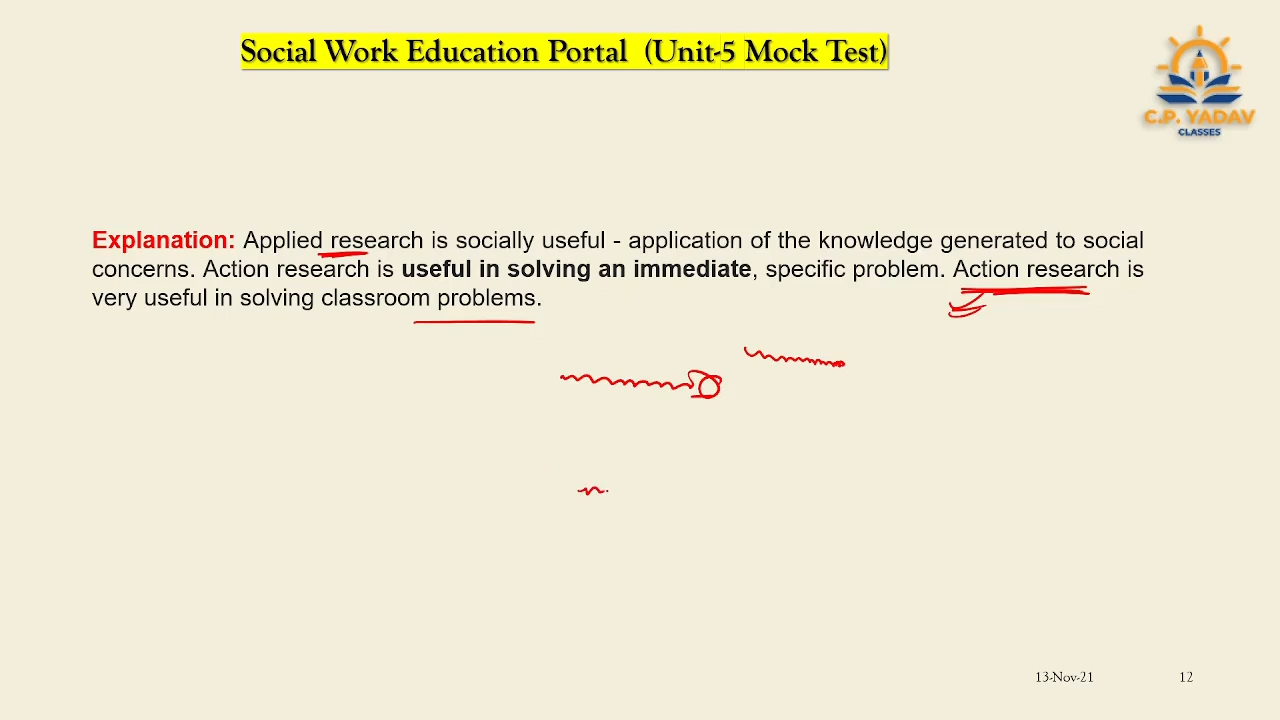 Social Work Education Portal (Unit-5 Mock Test)
C.P. YADAV
CLASSES
Explanation: Applied research is socially useful - application of the knowledge generated to social
concerns. Action research is useful in solving an immediate, specific problem. Action research is
very useful in solving classroom problems.
13-Nov-21
12